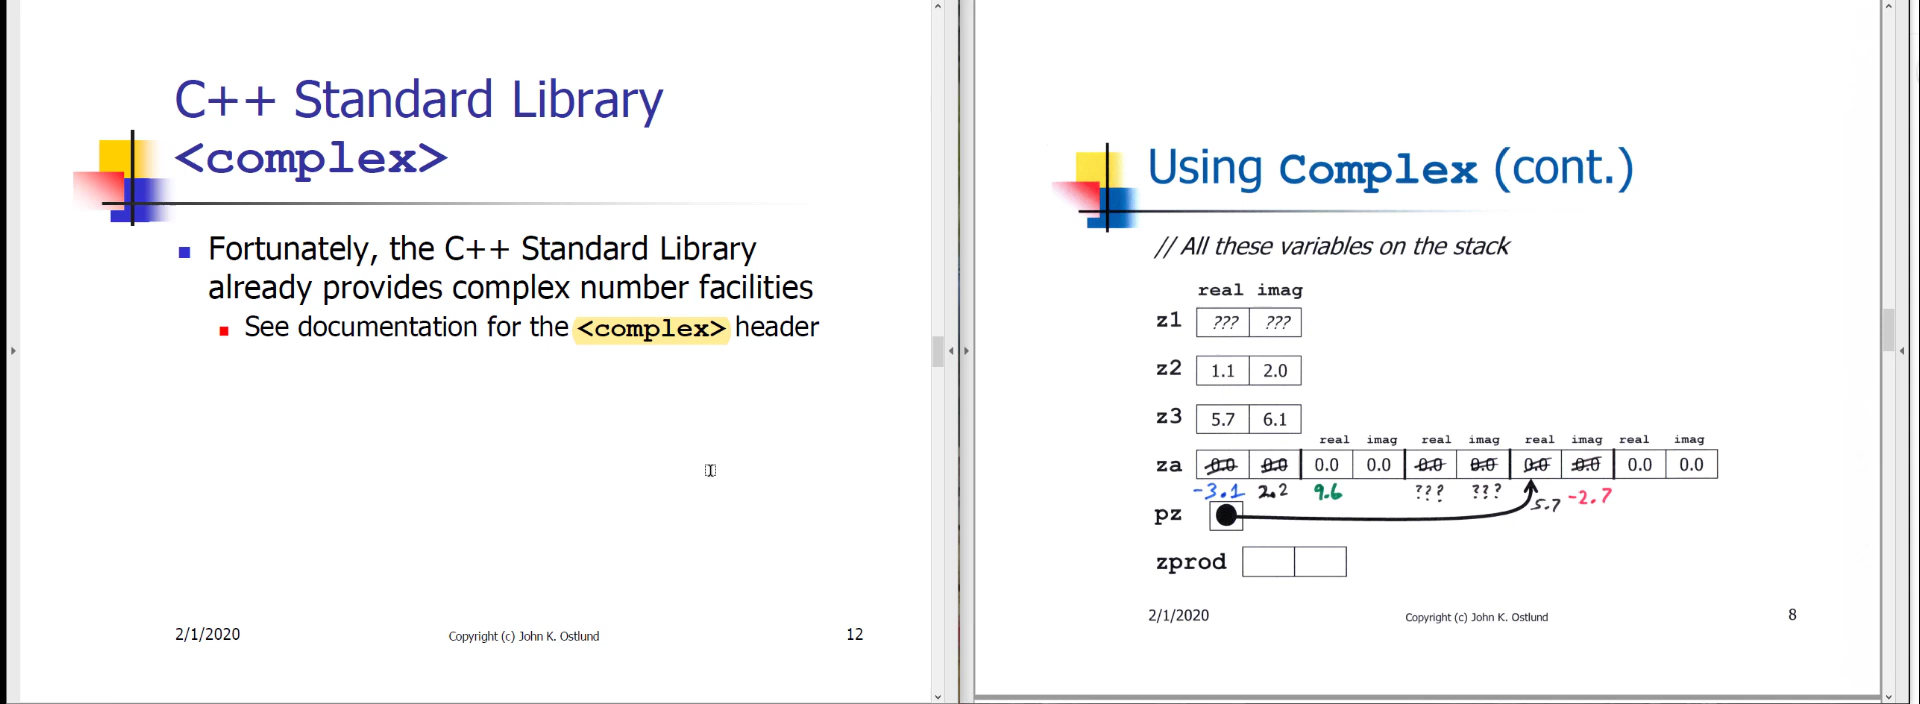 C++ Standard Library
<complex>
Fortunately, the C++ Standard Library
already provides complex number facilities
See documentation for the <complex> header
2/1/2020 Copyright (c) John K. Ostlund 12
Using Complex (cont.)
// All these variables on the stack
real imag
z1 ??? ???
z2 1.1 2.0
z3 5.7 6.1
real imag real imag real imag real imag
za 0.0 0.0 0.0 0.0 0.0 0.0 0.0 0.0 0.0 0.0
-3.1 2.2 9.6 ??? ??? 5.7 -2.7
pz
zprod
2/1/2020 Copyright (c) John K. Ostlund 8